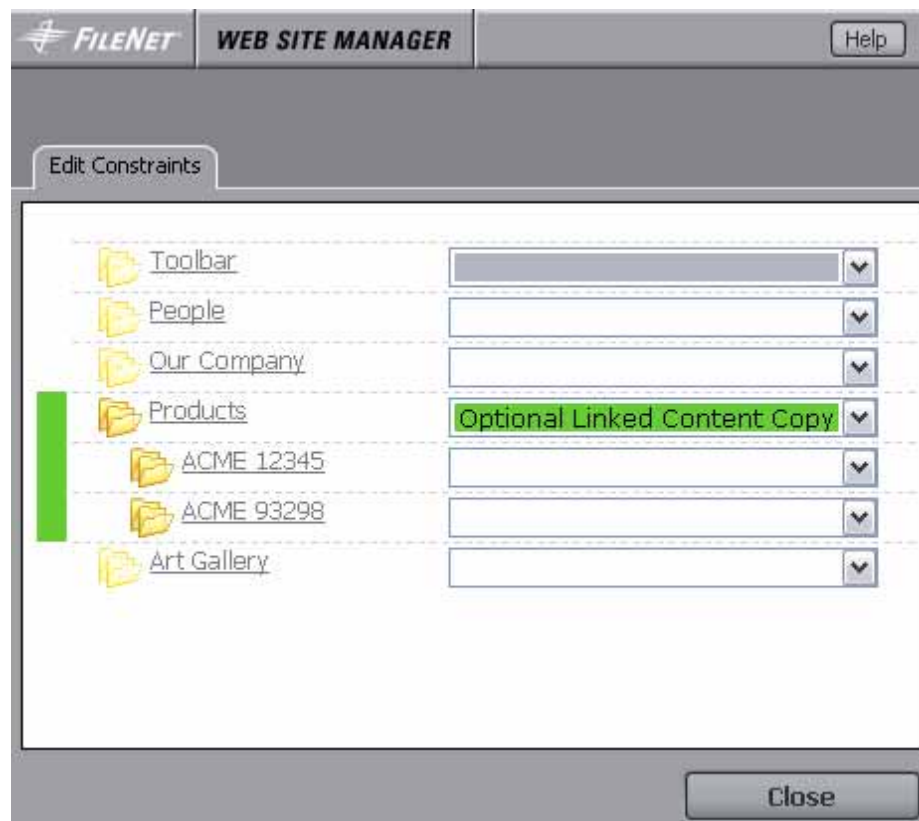 FILENET WEB SITE MANAGER Help
Edit Constraints
Toolbar
People
Our Company
Products Optional Linked Content Copy
ACME 12345
ACME 93298
Art Gallery
Close